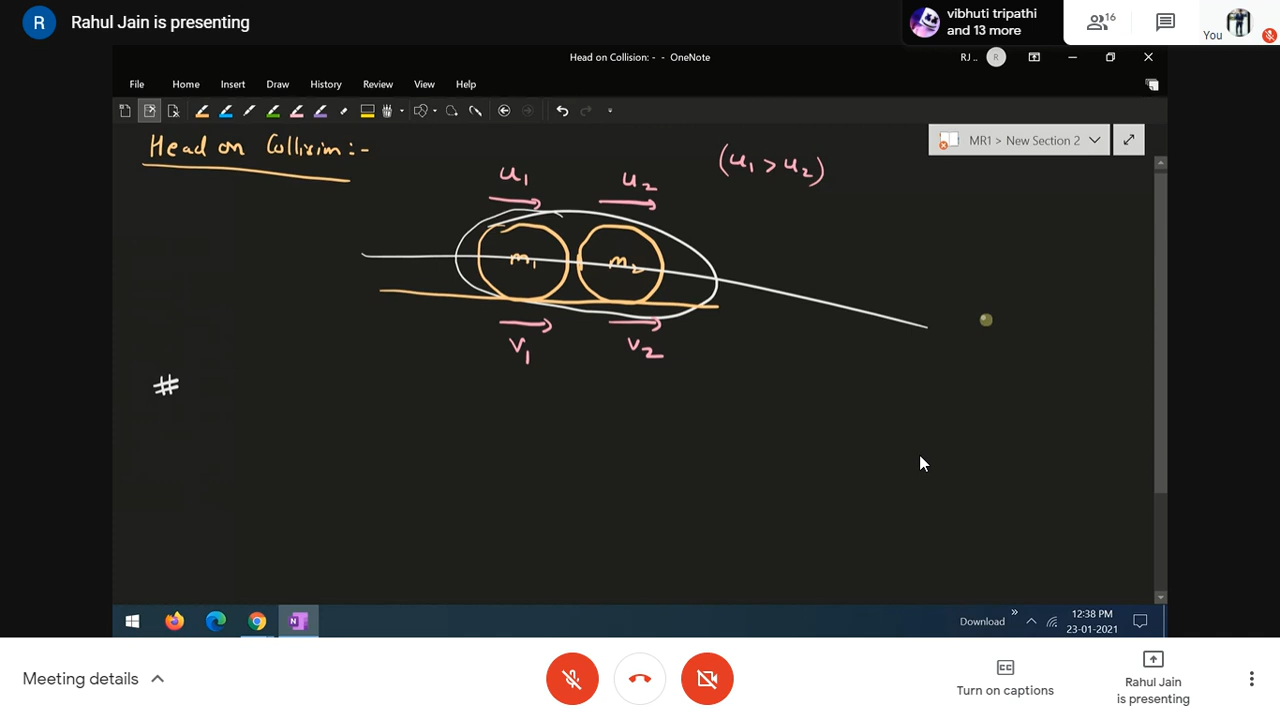 R Rahul Jain is presenting
vibhuti tripathi
and 13 more
16
You
Head on Collision: - - OneNote
RJ .. R
File Home Insert Draw History Review View Help
MR1 > New Section 2
Head on Collision:-
(u1 > u2)
u1 u2
m1 m2
v1 v2
#
Download
12:38 PM
23-01-2021
Meeting details
Turn on captions
Rahul Jain
is presenting